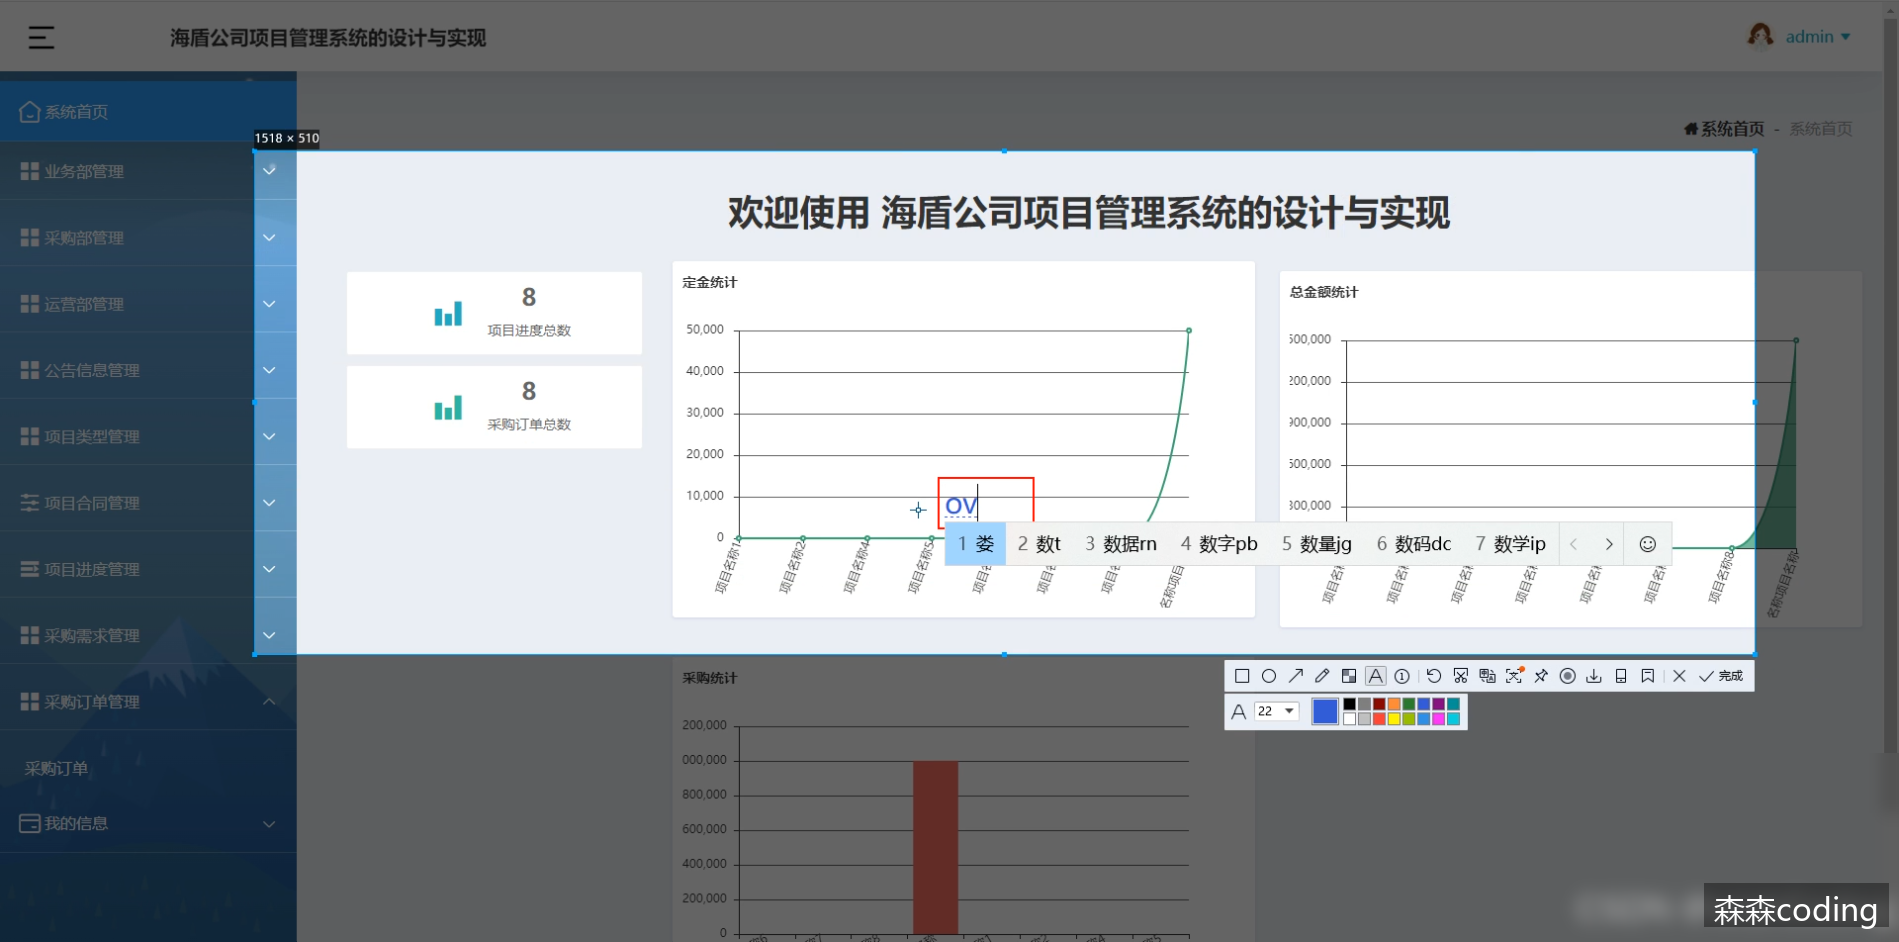 海盾公司项目管理系统的设计与实现
admin
系统首页
1518 × 510
系统首页 - 系统首页
业务部管理
采购部管理
运营部管理
公告信息管理
项目类型管理
项目合同管理
项目进度管理
采购需求管理
采购订单管理
采购订单
我的信息
欢迎使用 海盾公司项目管理系统的设计与实现
8
项目进度总数
8
采购订单总数
定金统计
50,000
40,000
30,000
20,000
10,000
0
项目名称1
项目名称2
项目名称4
项目名称5
项目名
项目名
项目名
名称项目
总金额统计
500,000
200,000
900,000
500,000
300,000
项目名称
项目名称
项目名称
项目名称
项目名称
项目名称
项目名称8
名称项目名称
OV
1 娄 2 数t 3 数据rn 4 数字pb 5 数量jg 6 数码dc 7 数学ip
完成
22
采购统计
200,000
000,000
800,000
600,000
400,000
200,000
0
森森coding